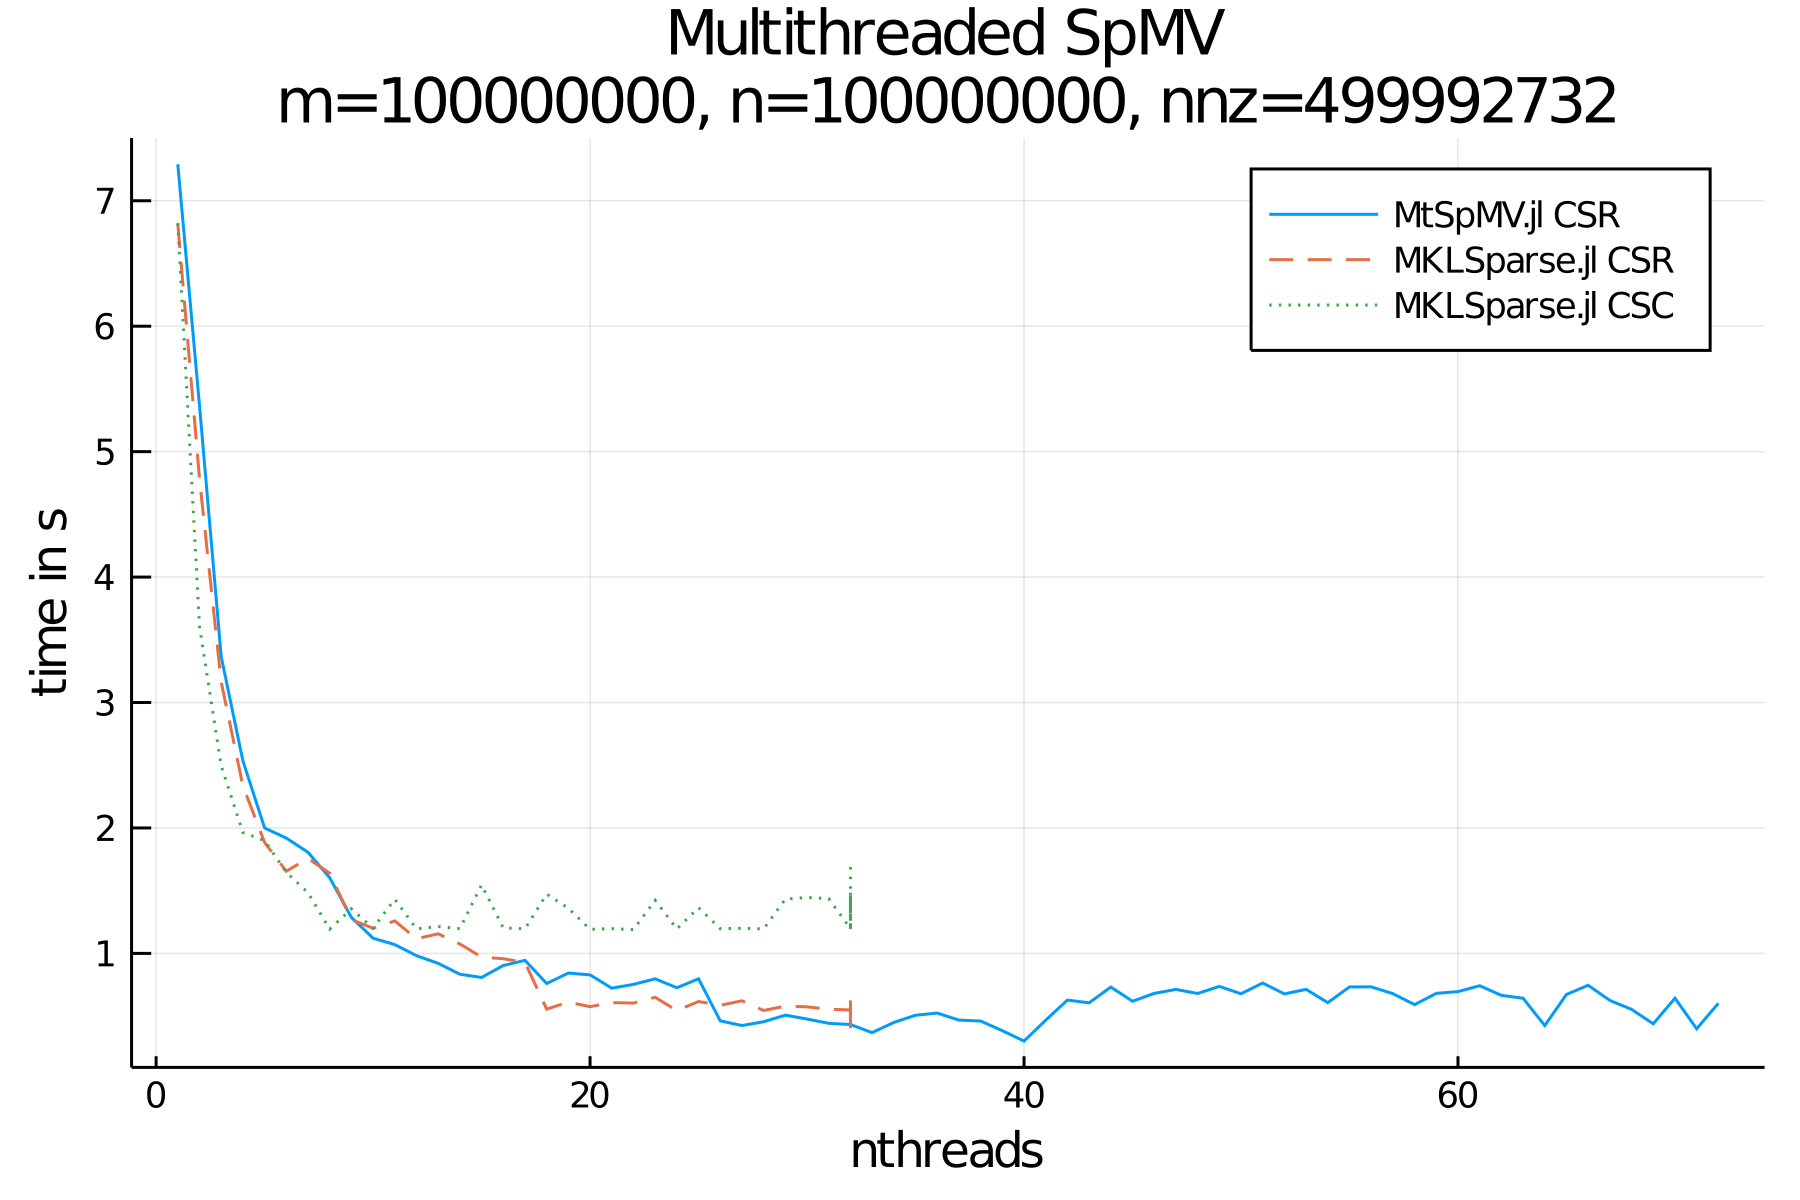 Multithreaded SpMV
m=100000000, n=100000000, nnz=499992732
MtSpMV.jl CSR
MKLSparse.jl CSR
MKLSparse.jl CSC
time in s
7
6
5
4
3
2
1
0
20
40
60
nthreads